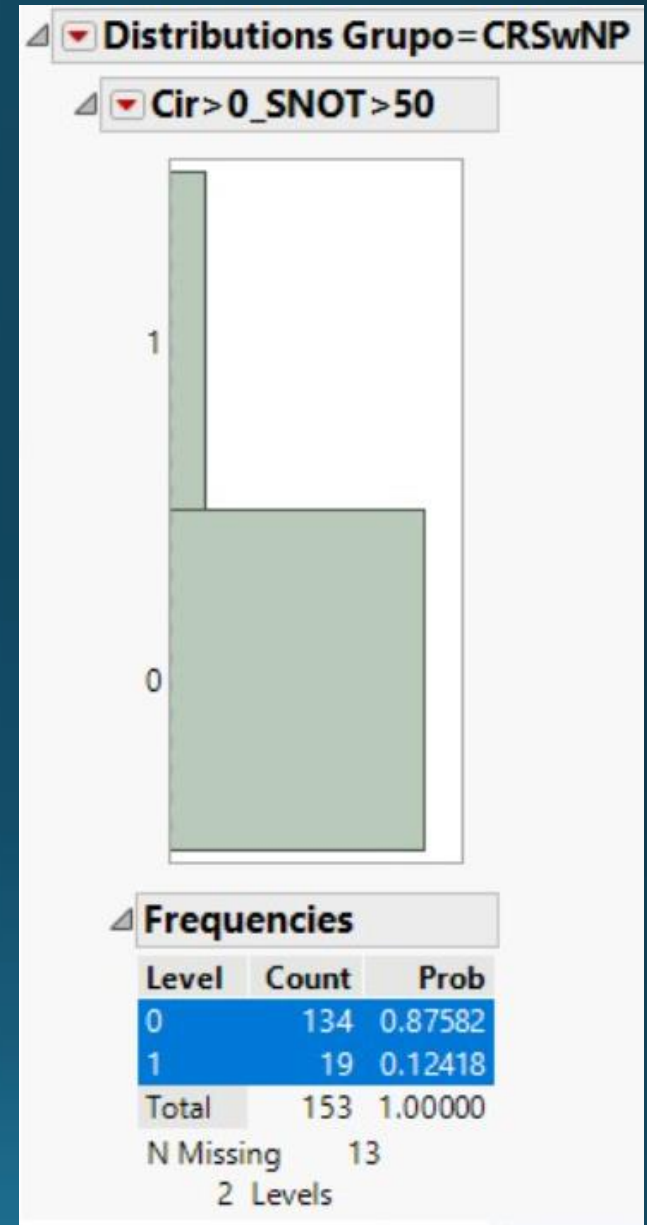 Distributions Grupo=CRSwNP
Cir>0_SNOT>50
1
0
Frequencies
Level Count Prob
0 134 0.87582
1 19 0.12418
Total 153 1.00000
N Missing 13
2 Levels